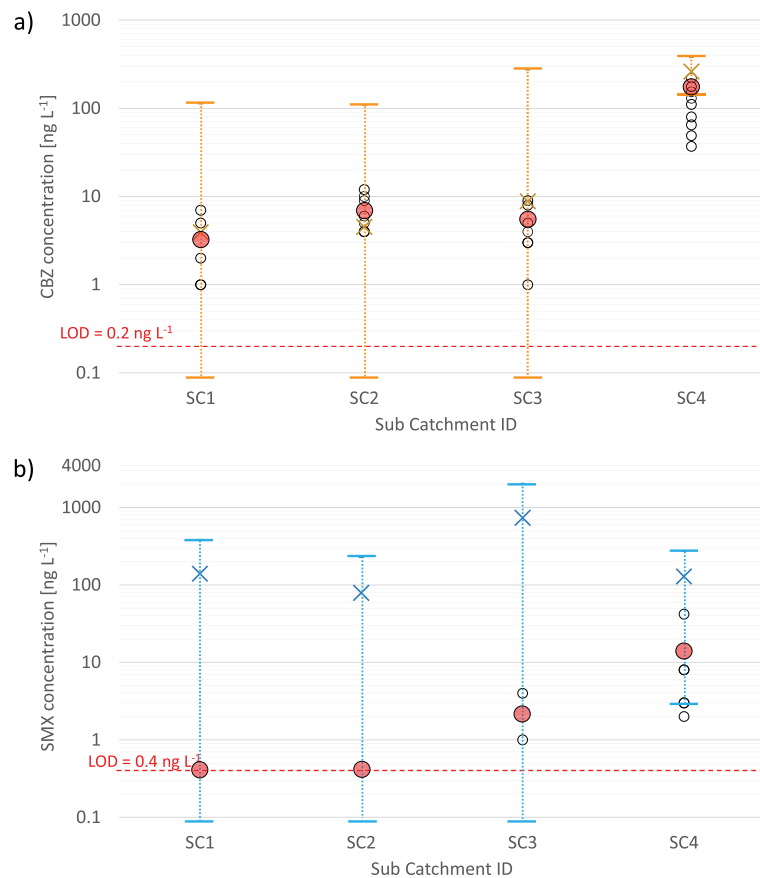 a)
CBZ concentration [ng L-1]
1000
100
10
1
0.1
LOD = 0.2 ng L-1
SC1 SC2 SC3 SC4
Sub Catchment ID
b)
SMX concentration [ng L-1]
4000
1000
100
10
1
0.1
LOD = 0.4 ng L-1
SC1 SC2 SC3 SC4
Sub Catchment ID